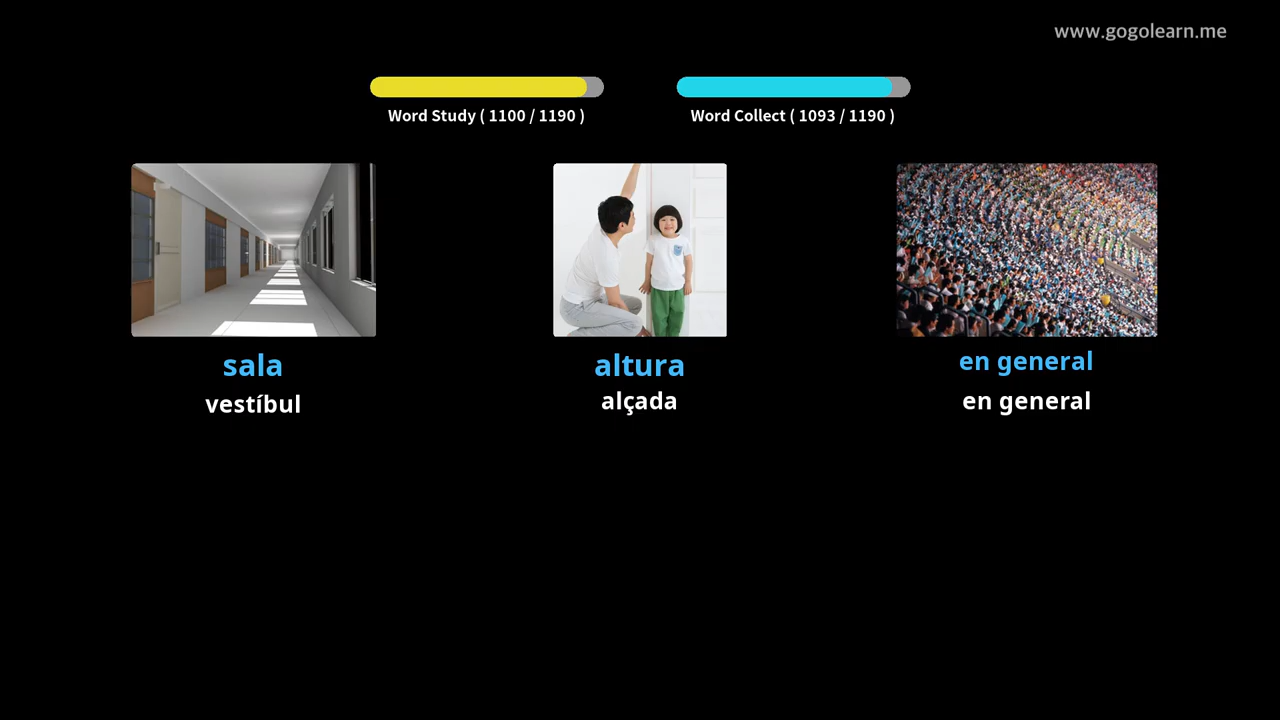 www.gogolearn.me
Word Study ( 1100 / 1190 )
Word Collect ( 1093 / 1190 )
sala
vestíbul
altura
alçada
en general
en general